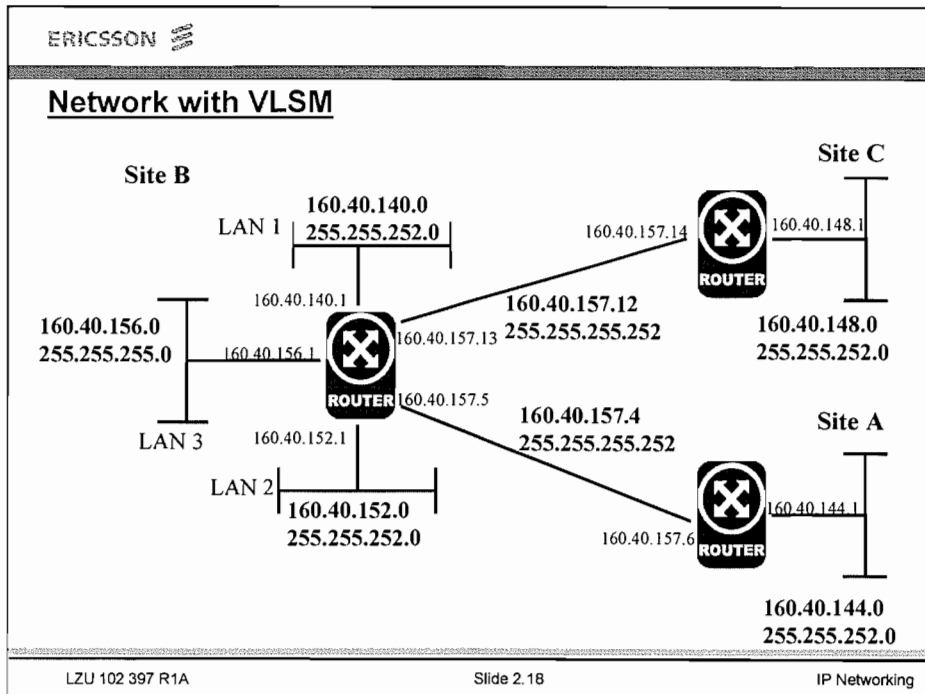 ERICSSON
Network with VLSM
Site B
Site C
160.40.140.0
255.255.252.0
LAN 1
160.40.157.14
160.40.148.1
ROUTER
160.40.140.1
160.40.157.12
255.255.255.252
160.40.148.0
255.255.252.0
160.40.156.0
255.255.255.0
160.40.156.1
160.40.157.13
ROUTER
160.40.157.5
LAN 3
160.40.152.1
160.40.157.4
255.255.255.252
Site A
LAN 2
160.40.152.0
255.255.252.0
160.40.144.1
160.40.157.6
ROUTER
160.40.144.0
255.255.252.0
LZU 102 397 R1A
Slide 2.18
IP Networking